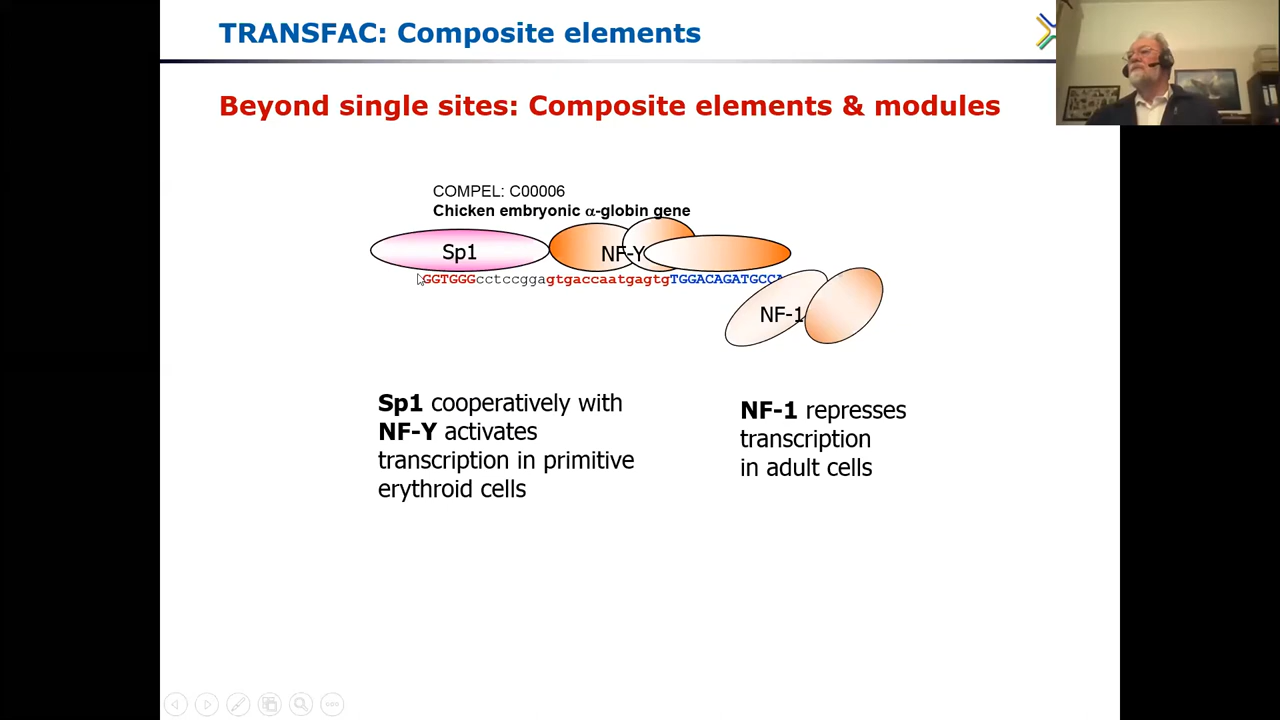 TRANSFAC: Composite elements
Beyond single sites: Composite elements & modules
COMPEL: C00006
Chicken embryonic α-globin gene
Sp1
NF-Y
GGTGGGcctccggagtgaccaatgagtgTGGACAGATGCCA
NF-1
Sp1 cooperatively with
NF-Y activates
transcription in primitive
erythroid cells
NF-1 represses
transcription
in adult cells